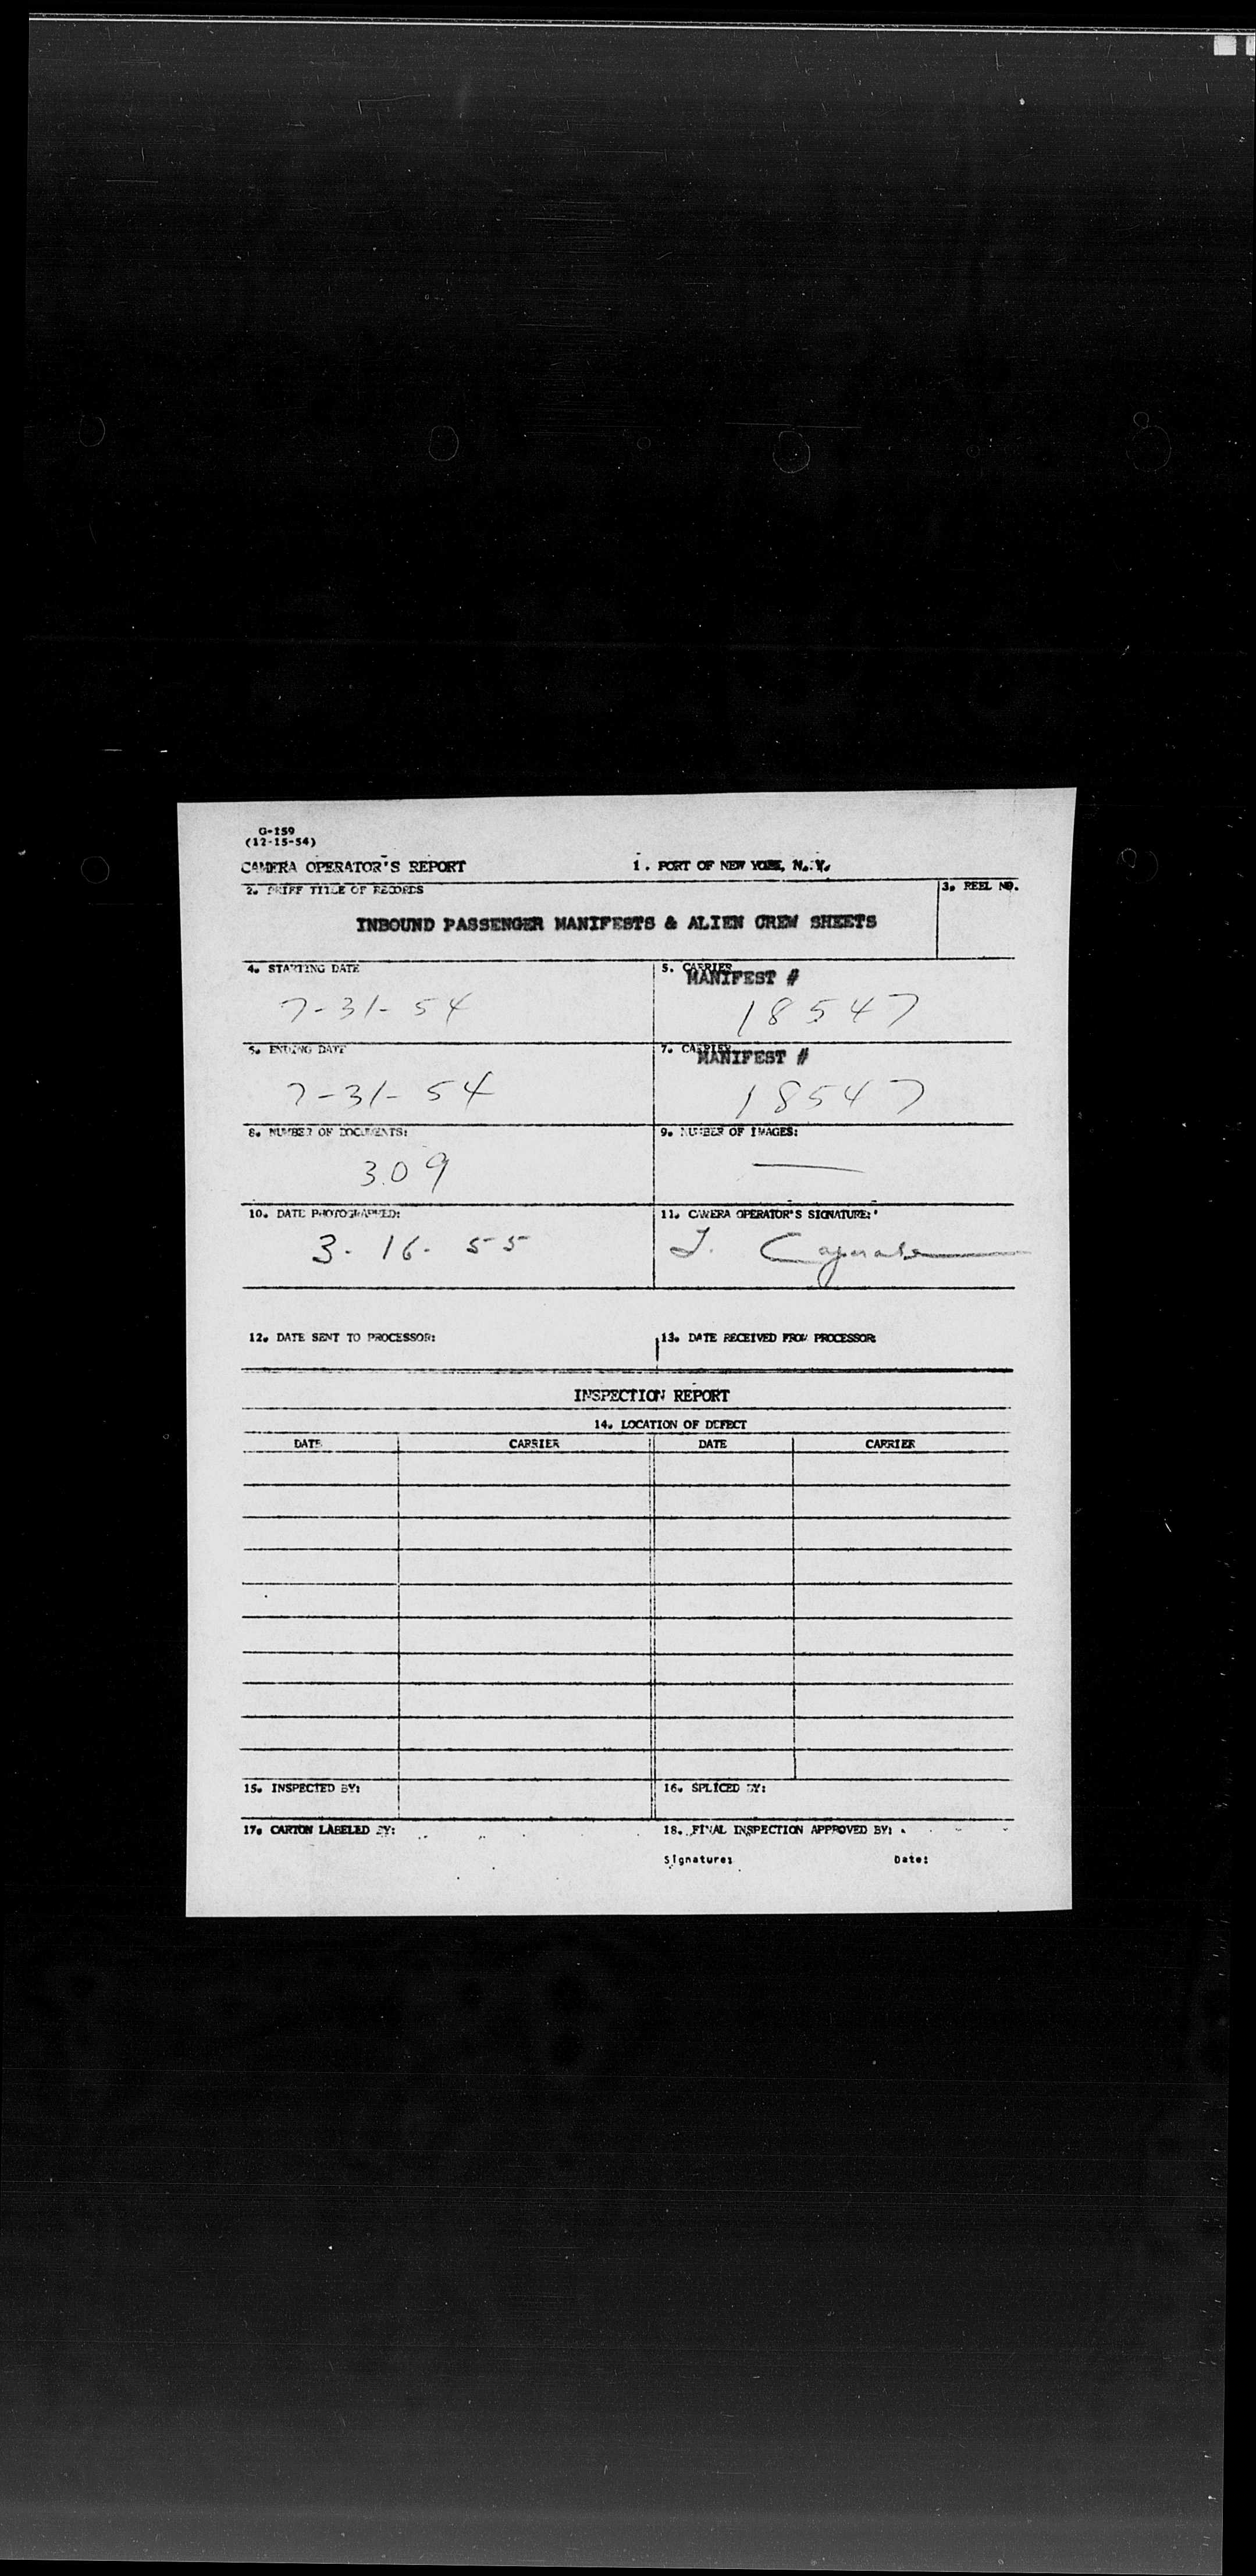 G-159
(12-15-54)
CAMERA OPERATOR'S REPORT
1. PORT OF NEW YORK, N. Y.
2. BRIEF TITLE OF RECORDS
3. REEL NO.
INBOUND PASSENGER MANIFESTS & ALIEN CREW SHEETS
4. STARTING DATE
5. CARRIER
MANIFEST #
7-31-54
18547
5. ENDING DATE
7. CARRIER
MANIFEST #
7-31-54
18547
8. NUMBER OF DOCUMENTS:
9. NUMBER OF IMAGES:
309
10. DATE PHOTOGRAPHED:
11. CAMERA OPERATOR'S SIGNATURE:
3-16-55
12. DATE SENT TO PROCESSOR:
13. DATE RECEIVED FROM PROCESSOR
INSPECTION REPORT
14. LOCATION OF DEFECT
DATE CARRIER DATE CARRIER
15. INSPECTED BY:
16. SPLICED BY:
17. CARTON LABELED BY:
18. FINAL INSPECTION APPROVED BY:
Signature: Date: